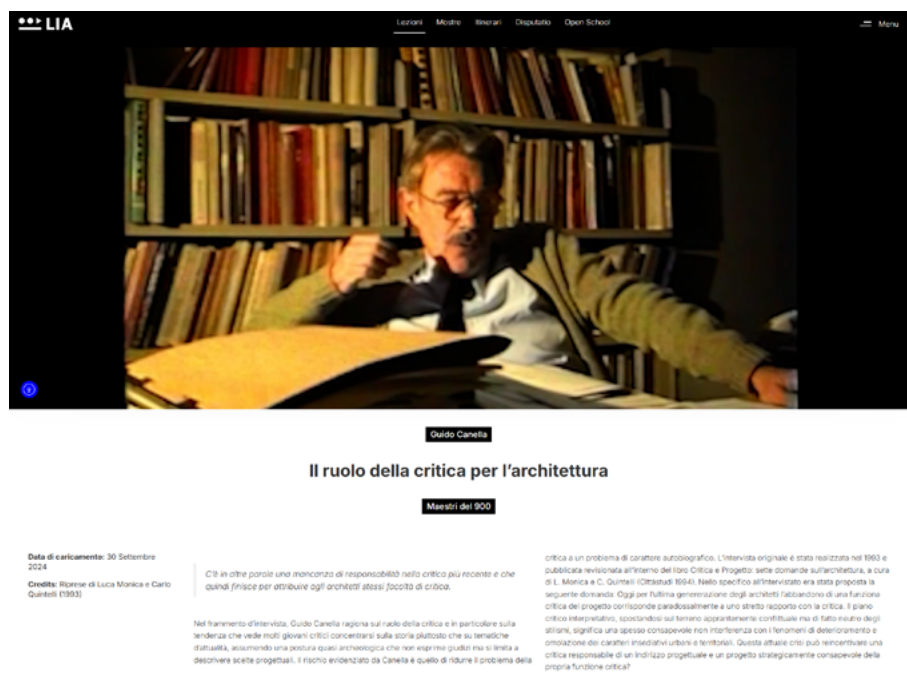 LIA
Lezioni Mostre Itinerari Disputatio Open School
Menu
Guido Canella
Il ruolo della critica per l'architettura
Maestri del 900
Data di caricamento: 30 Settembre
2024
Credits: Riprese di Luca Monica e Carlo
Quintelli (1993)
C'è in altre parole una mancanza di responsabilità nella critica più recente e che
quindi finisce per attribuire agli architetti stessi facoltà di critica.
Nel frammento d'intervista, Guido Canella ragiona sul ruolo della critica e in particolare sulla
tendenza che vede molti giovani critici concentrarsi sulla storia piuttosto che su tematiche
d'attualità, assumendo una postura quasi archeologica che non esprime giudizi ma si limita a
descrivere scelte progettuali. Il rischio evidenziato da Canella è quello di ridurre il problema della
critica a un problema di carattere autobiografico. L'intervista originale è stata realizzata nel 1993 e
pubblicata revisionata all'interno del libro Critica e Progetto: sette domande sull'architettura, a cura
di L. Monica e C. Quintelli (Cittàstudi 1994). Nello specifico all'intervistato era stata proposta la
seguente domanda: Oggi per l'ultima generazione degli architetti l'abbandono di una funzione
critica del progetto corrisponde paradossalmente a uno stretto rapporto con la critica. Il piano
critico interpretativo, spostandosi sul terreno apparentemente conflittuale ma di fatto neutro degli
stilismi, significa una spesso consapevole non interferenza con i fenomeni di deterioramento e
omolazione dei caratteri insediativi urbani e territoriali. Questa attuale crisi può reincentivare una
critica responsabile di un indirizzo progettuale e un progetto strategicamente consapevole della
propria funzione critica?